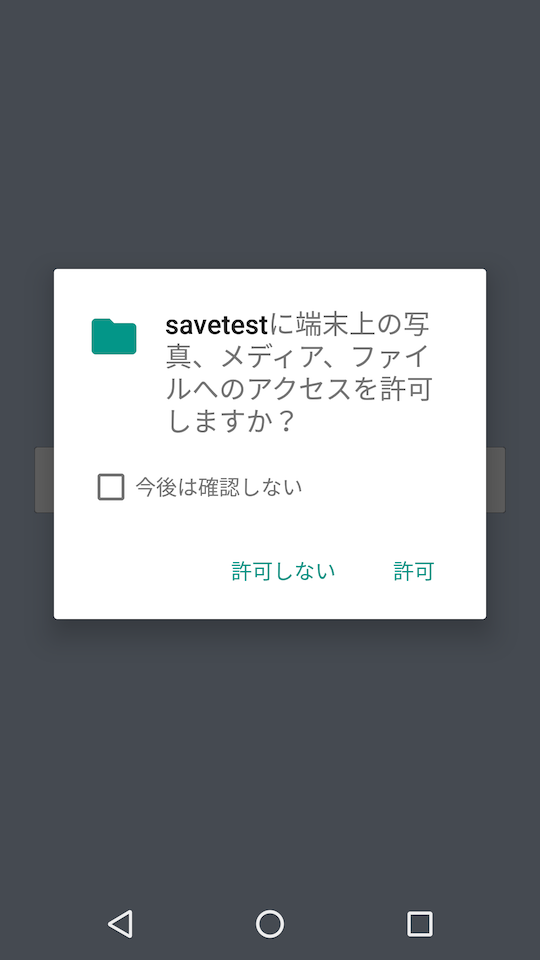 savetestに端末上の写
真、メディア、ファイ
ルへのアクセスを許可
しますか？
今後は確認しない
許可しない 許可